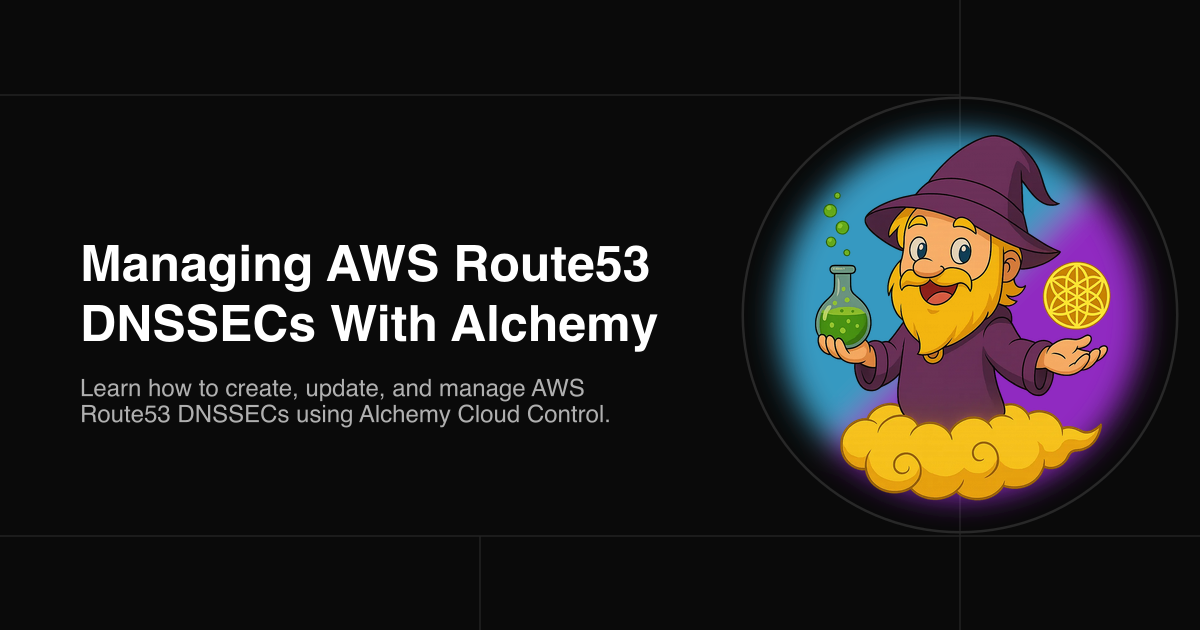 Managing AWS Route53
DNSSECs With Alchemy
Learn how to create, update, and manage AWS
Route53 DNSSECs using Alchemy Cloud Control.